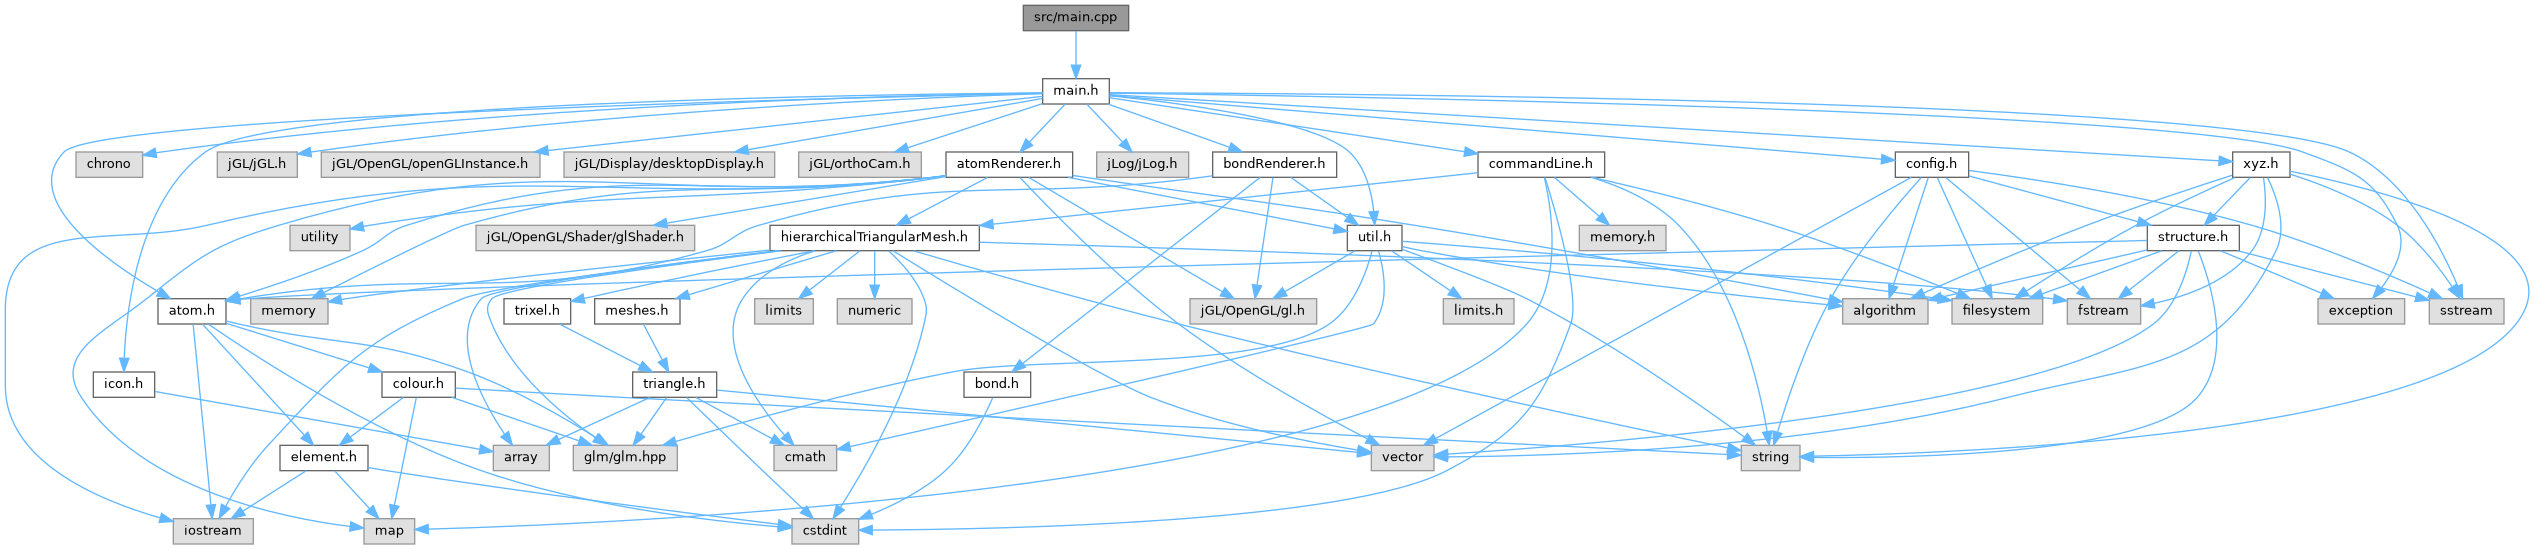 src/main.cpp
main.h
chrono
jGL/jGL.h
jGL/OpenGL/openGLInstance.h
jGL/Display/desktopDisplay.h
jGL/orthoCam.h
atomRenderer.h
jLog/jLog.h
bondRenderer.h
commandLine.h
config.h
xyz.h
utility
jGL/OpenGL/Shader/glShader.h
hierarchicalTriangularMesh.h
util.h
memory.h
structure.h
atom.h
memory
trixel.h
meshes.h
limits
numeric
jGL/OpenGL/gl.h
limits.h
algorithm
filesystem
fstream
exception
sstream
icon.h
colour.h
triangle.h
bond.h
element.h
array
glm/glm.hpp
cmath
vector
string
iostream
map
cstdint